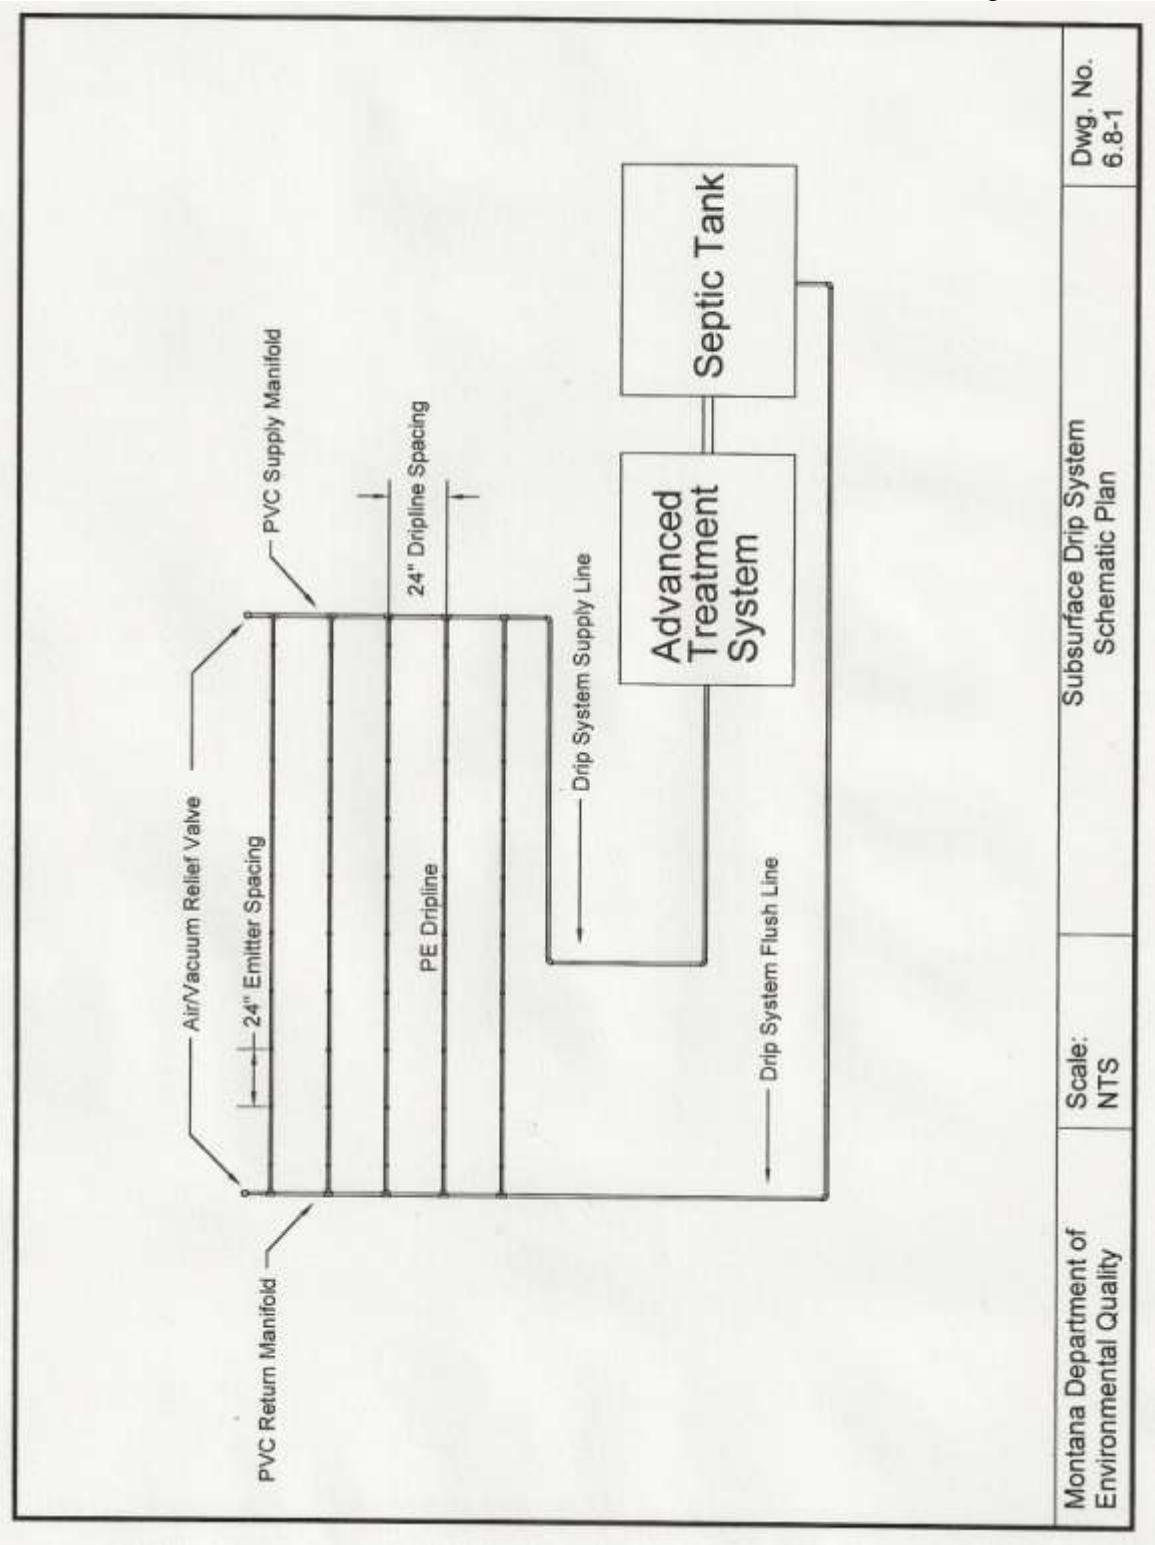 Air/Vacuum Relief Valve
24" Emitter Spacing
PVC Return Manifold
PVC Supply Manifold
24" Dripline Spacing
PE Dripline
Drip System Supply Line
Advanced
Treatment
System
Septic Tank
Drip System Flush Line
Montana Department of
Environmental Quality
Scale:
NTS
Subsurface Drip System
Schematic Plan
Dwg. No.
6.8-1